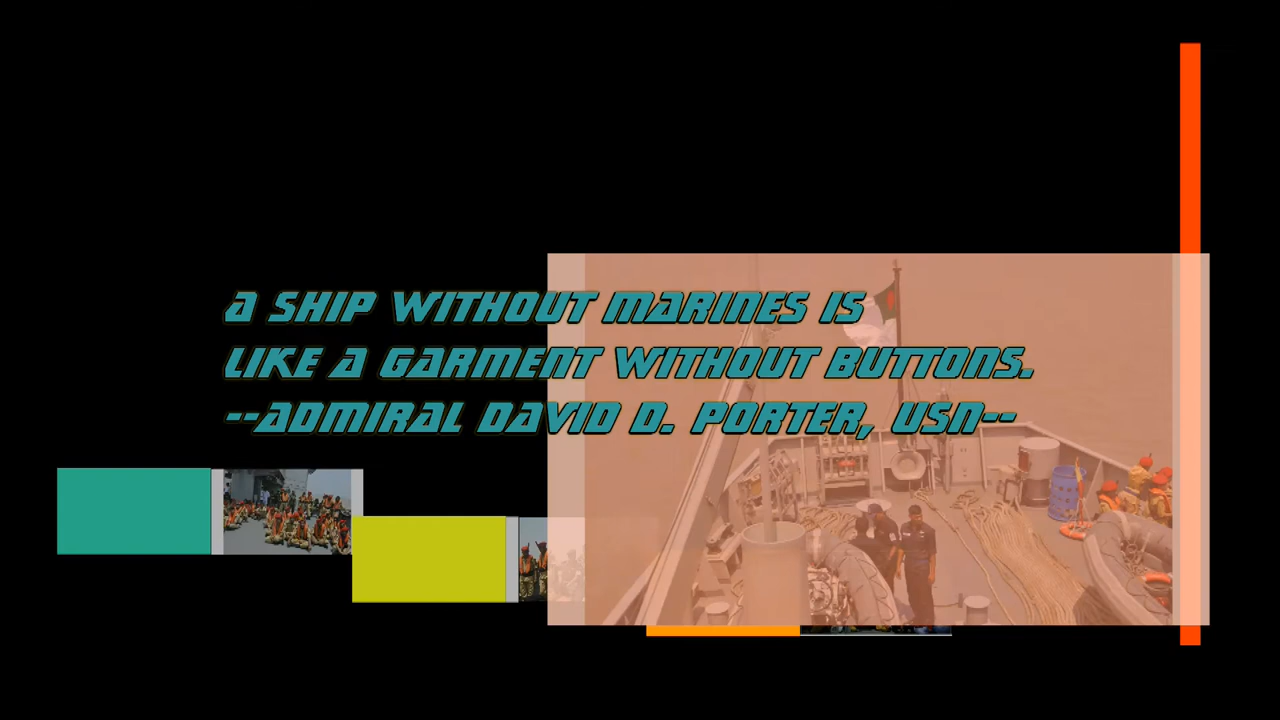 A SHIP WITHOUT MARINES IS
LIKE A GARMENT WITHOUT BUTTONS.
--ADMIRAL DAVID D. PORTER, USN--